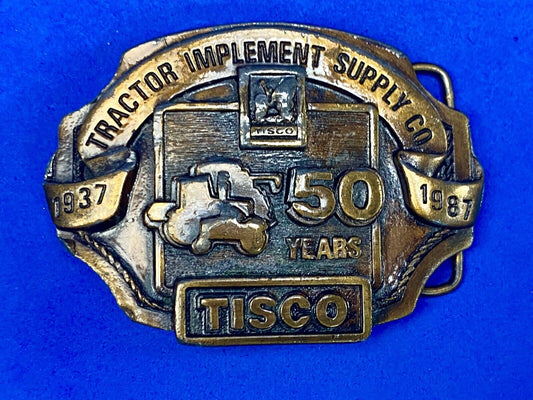 TRACTOR IMPLEMENT SUPPLY CO.
TISCO
1937
50
1987
YEARS
TISCO